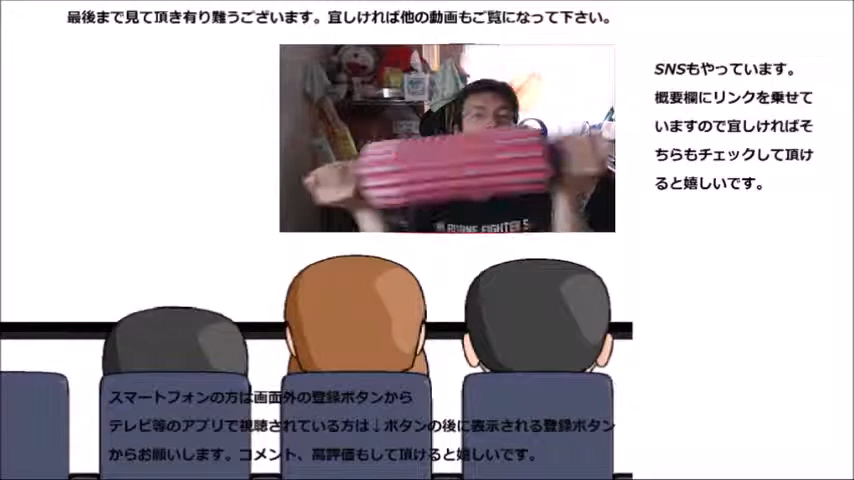 最後まで見て頂き有り難うございます。宜しければ他の動画もご覧になって下さい。
SNSもやっています。
概要欄にリンクを乗せて
いますので宜しければそ
ちらもチェックして頂け
ると嬉しいです。
FIGHTERS
スマートフォンの方は画面外の登録ボタンから
テレビ等のアプリで視聴されている方は↓ボタンの後に表示される登録ボタン
からお願いします。コメント、高評価もして頂けると嬉しいです。